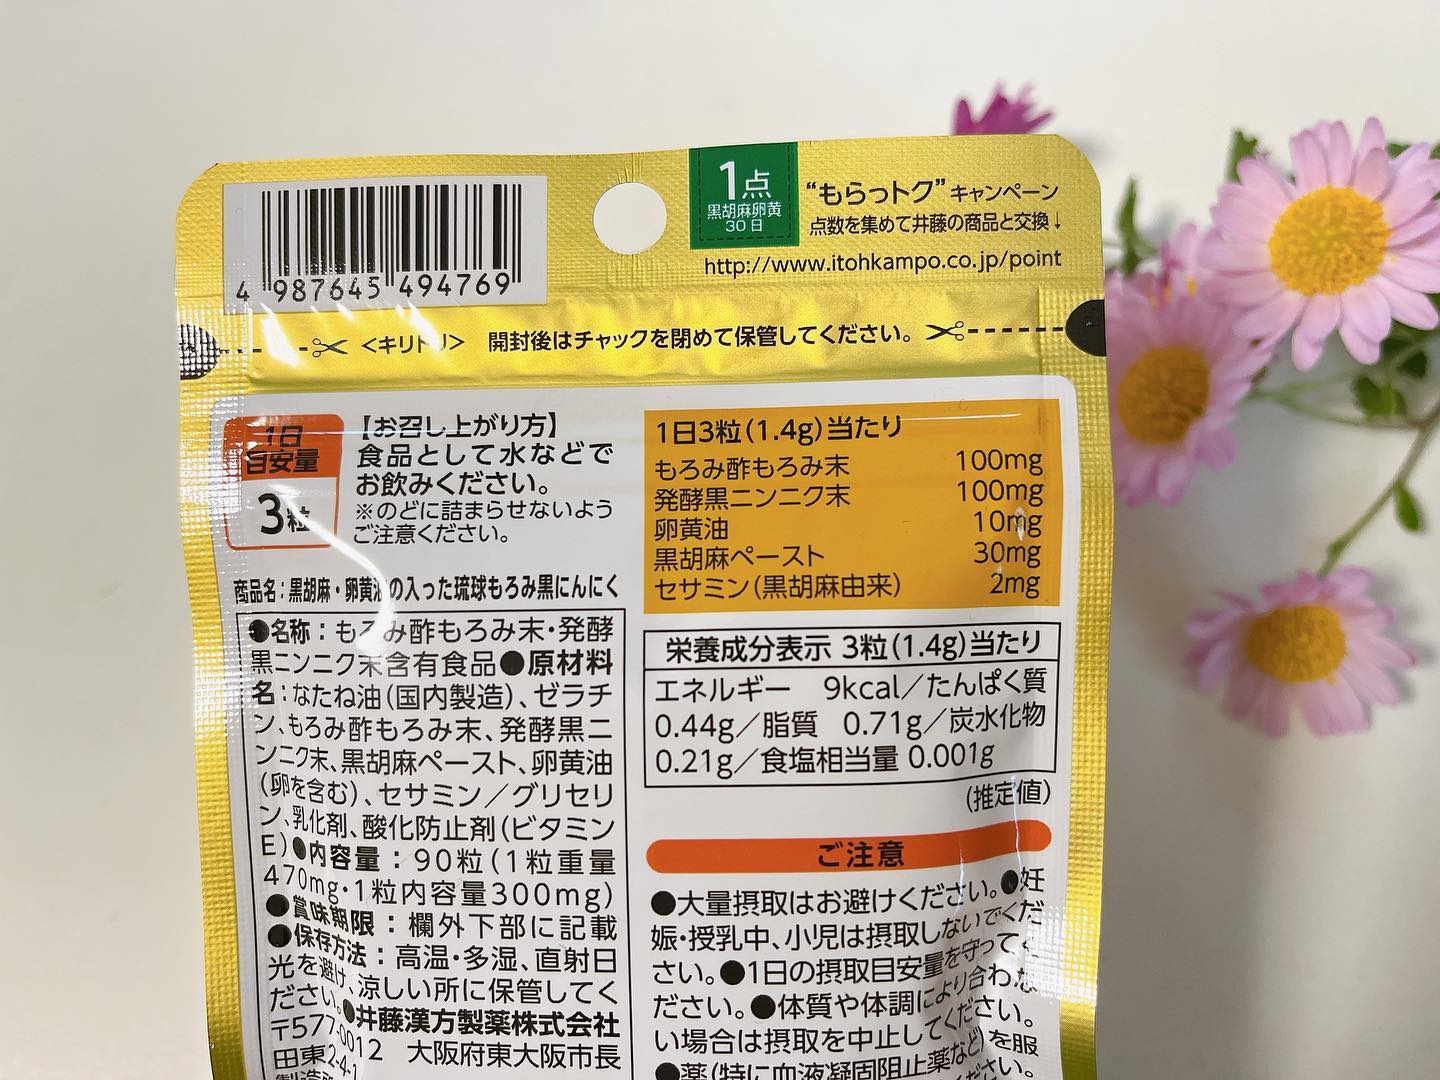 4 987645 494769
1点
黒胡麻卵黄
30日
“もらっトク”キャンペーン
点数を集めて井藤の商品と交換↓
http://www.itohkampo.co.jp/point
<キリトリ> 開封後はチャックを閉めて保管してください。
1日
目安量
3粒
【お召し上がり方】
食品として水などで
お飲みください。
※のどに詰まらせないよう
ご注意ください。
商品名：黒胡麻・卵黄油の入った琉球もろみ黒にんにく
●名称：もろみ酢もろみ末・発酵
黒ニンニク末含有食品●原材料
名：なたね油（国内製造）、ゼラチ
ン、もろみ酢もろみ末、発酵黒ニ
ンニク末、黒胡麻ペースト、卵黄油
（卵を含む）、セサミン／グリセリ
ン、乳化剤、酸化防止剤（ビタミン
E）●内容量：90粒（1粒重量
470mg・1粒内容量300mg）
●賞味期限：欄外下部に記載
●保存方法：高温・多湿、直射日
光を避け、涼しい所に保管してく
ださい。●井藤漢方製薬株式会社
〒577-0012 大阪府東大阪市長
田東2-4-1
1日3粒（1.4g）当たり
もろみ酢もろみ末 100mg
発酵黒ニンニク末 100mg
卵黄油 10mg
黒胡麻ペースト 30mg
セサミン（黒胡麻由来） 2mg
栄養成分表示 3粒（1.4g）当たり
エネルギー 9kcal／たんぱく質
0.44g／脂質 0.71g／炭水化物
0.21g／食塩相当量 0.001g
（推定値）
ご注意
●大量摂取はお避けください。●妊
娠・授乳中、小児は摂取しないでくだ
さい。●1日の摂取目安量を守ってく
ださい。●体質や体調により合わな
い場合は摂取を中止してください。
●薬（特に血液凝固阻止薬など）を服